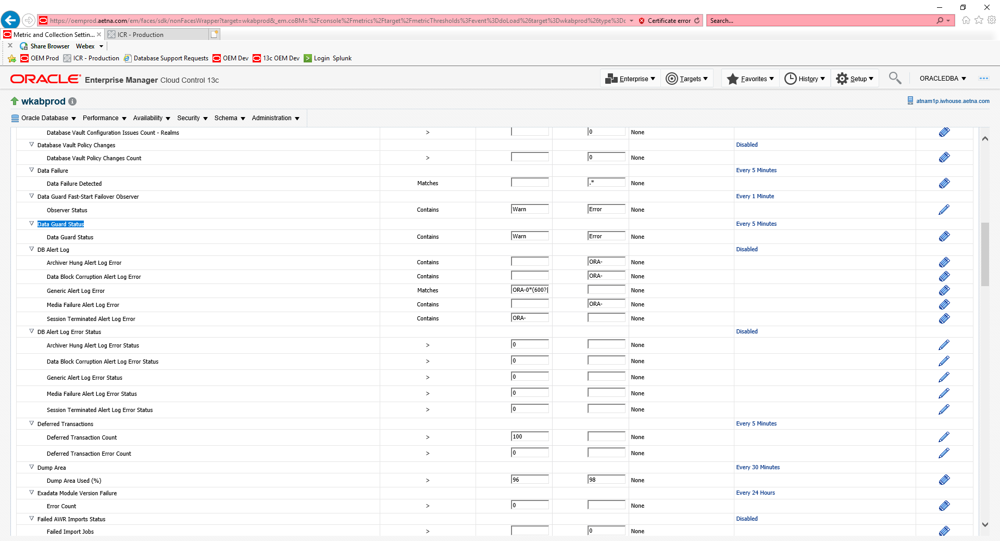 https://oemprod.aetna.com/em/faces/sdk/nonFacesWrapper?target=wkabprod&_em.coBM=%2Fconsole%2Fmetrics%2Ftarget%2FmetricThresholds%3Fevent%3DdoLoad%26target%3Dwkabprod%26type%3Dc Certificate error Search...
Metric and Collection Settin... ICR - Production
Share Browser Webex
OEM Prod ICR - Production Database Support Requests OEM Dev 13c OEM Dev Login Splunk
ORACLE Enterprise Manager Cloud Control 13c Enterprise Targets Favorites History Setup ORACLEDBA
wkabprod atnam1p.iwhouse.aetna.com
Oracle Database Performance Availability Security Schema Administration
Database Vault Configuration Issues Count - Realms > 0 None
Database Vault Policy Changes Disabled
Database Vault Policy Changes Count > 0 None
Data Failure Every 5 Minutes
Data Failure Detected Matches .* None
Data Guard Fast-Start Failover Observer Every 1 Minute
Observer Status Contains Warn Error None
Data Guard Status Every 5 Minutes
Data Guard Status Contains Warn Error None
DB Alert Log Disabled
Archiver Hung Alert Log Error Contains ORA- None
Data Block Corruption Alert Log Error Contains ORA- None
Generic Alert Log Error Matches ORA-0*(600?| None
Media Failure Alert Log Error Contains ORA- None
Session Terminated Alert Log Error Contains ORA- None
DB Alert Log Error Status Disabled
Archiver Hung Alert Log Error Status > 0 None
Data Block Corruption Alert Log Error Status > 0 None
Generic Alert Log Error Status > 0 None
Media Failure Alert Log Error Status > 0 None
Session Terminated Alert Log Error Status > 0 None
Deferred Transactions Every 5 Minutes
Deferred Transaction Count > 100 None
Deferred Transaction Error Count > 0 None
Dump Area Every 30 Minutes
Dump Area Used (%) > 96 98 None
Exadata Module Version Failure Every 24 Hours
Error Count > 0 None
Failed AWR Imports Status Disabled
Failed Import Jobs > 0 None